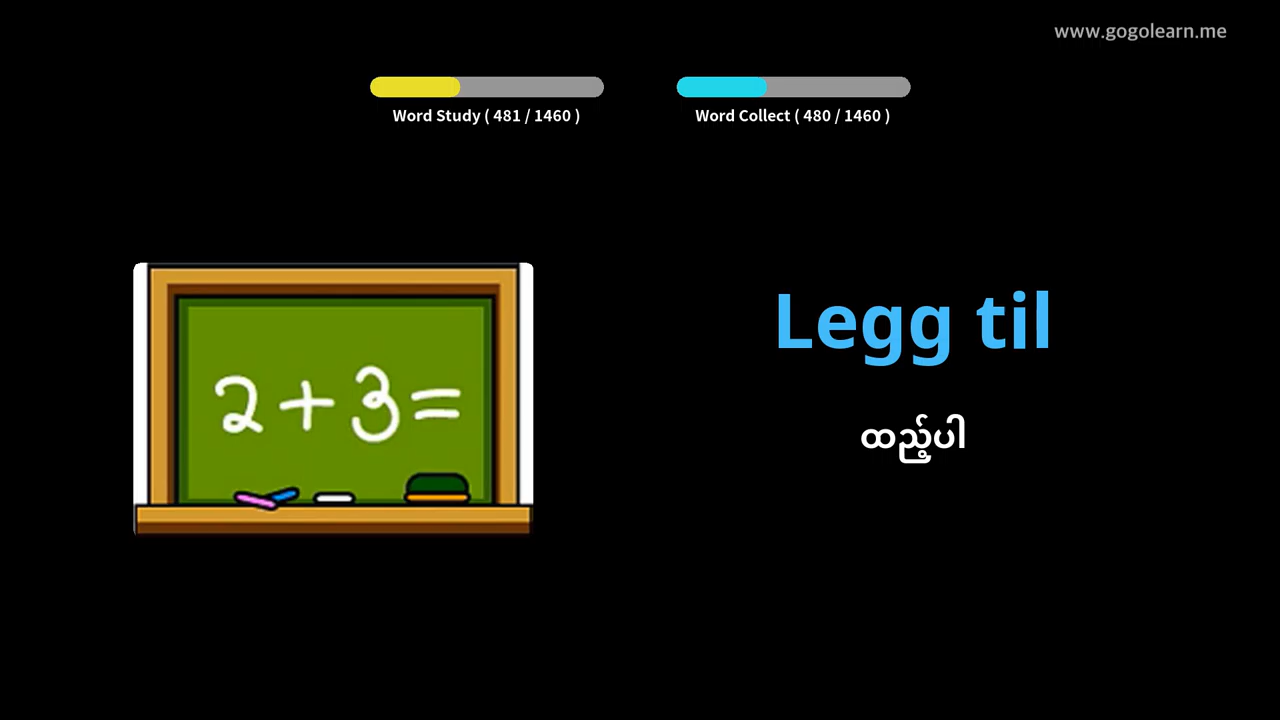 www.gogolearn.me
Word Study ( 481 / 1460 )
Word Collect ( 480 / 1460 )
2 + 3 =
Legg til
ထည့်ပါ